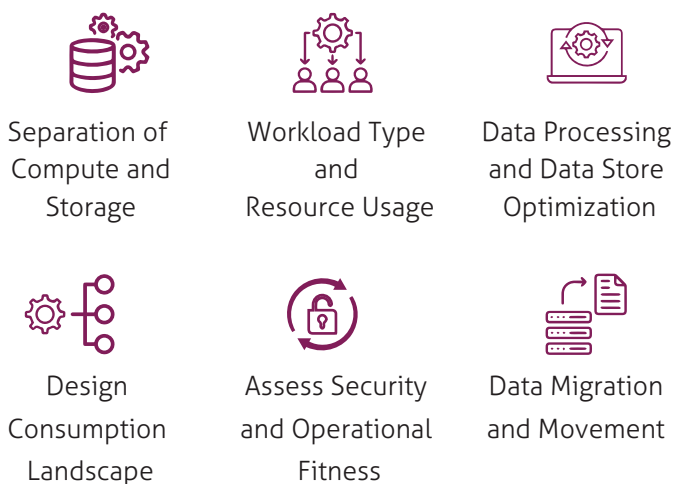 Separation of
Compute and
Storage
Workload Type
and
Resource Usage
Data Processing
and Data Store
Optimization
Design
Consumption
Landscape
Assess Security
and Operational
Fitness
Data Migration
and Movement